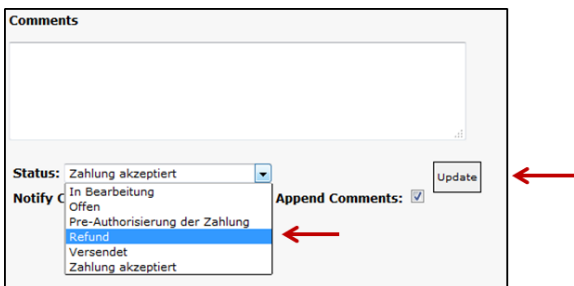 Comments
Status: Zahlung akzeptiert
Update
In Bearbeitung
Notify C
Append Comments:
Offen
Pre-Authorisierung der Zahlung
Refund
Versendet
Zahlung akzeptiert